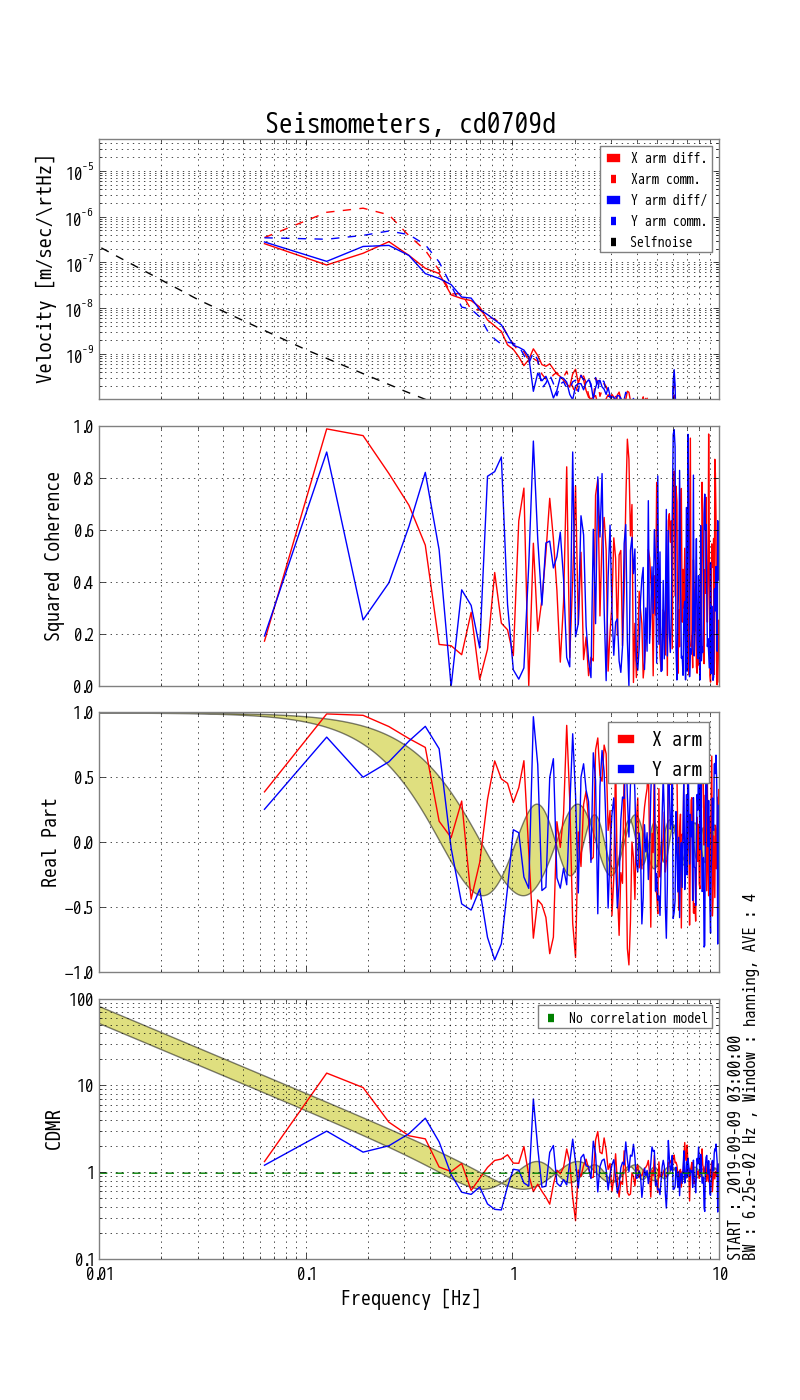 Seismometers, cd0709d
Velocity [m/sec/\rtHz]
10^-5
10^-6
10^-7
10^-8
10^-9
X arm diff.
Xarm comm.
Y arm diff/
Y arm comm.
Selfnoise
Squared Coherence
1.0
0.8
0.6
0.4
0.2
0.0
Real Part
1.0
0.5
0.0
−0.5
−1.0
X arm
Y arm
CDMR
100
10
1
0.1
No correlation model
0.01
0.1
1
10
Frequency [Hz]
START : 2019-09-09 03:00:00
BW : 6.25e-02 Hz , Window : hanning, AVE : 4